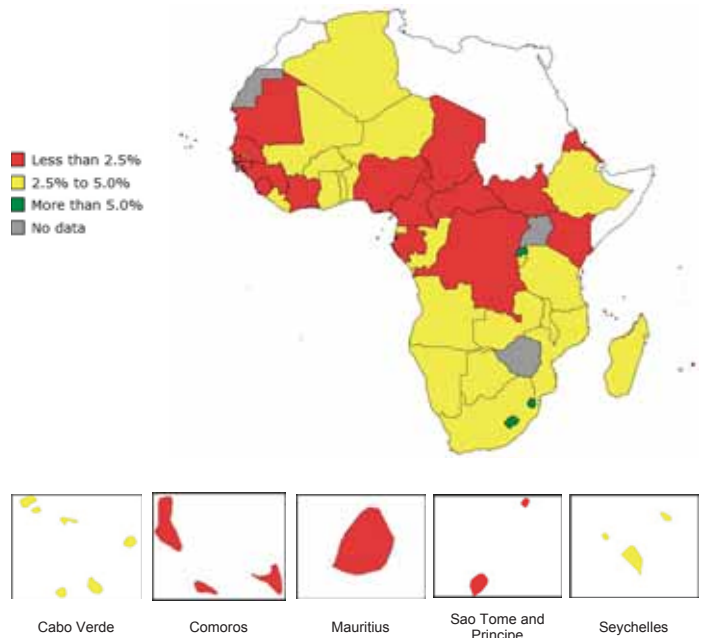 Less than 2.5%
2.5% to 5.0%
More than 5.0%
No data
Cabo Verde
Comoros
Mauritius
Sao Tome and
Principe
Seychelles